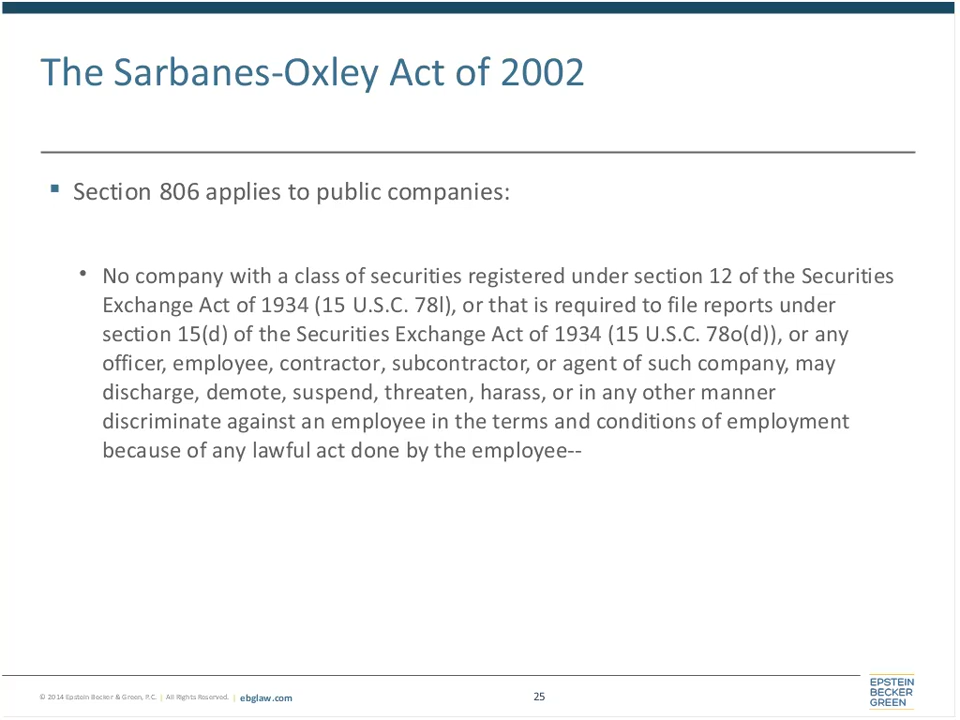 The Sarbanes-Oxley Act of 2002
▪ Section 806 applies to public companies:
• No company with a class of securities registered under section 12 of the Securities
Exchange Act of 1934 (15 U.S.C. 78l), or that is required to file reports under
section 15(d) of the Securities Exchange Act of 1934 (15 U.S.C. 78o(d)), or any
officer, employee, contractor, subcontractor, or agent of such company, may
discharge, demote, suspend, threaten, harass, or in any other manner
discriminate against an employee in the terms and conditions of employment
because of any lawful act done by the employee--
© 2014 Epstein Becker & Green, P.C. | All Rights Reserved. | ebglaw.com
25
EPSTEIN
BECKER
GREEN